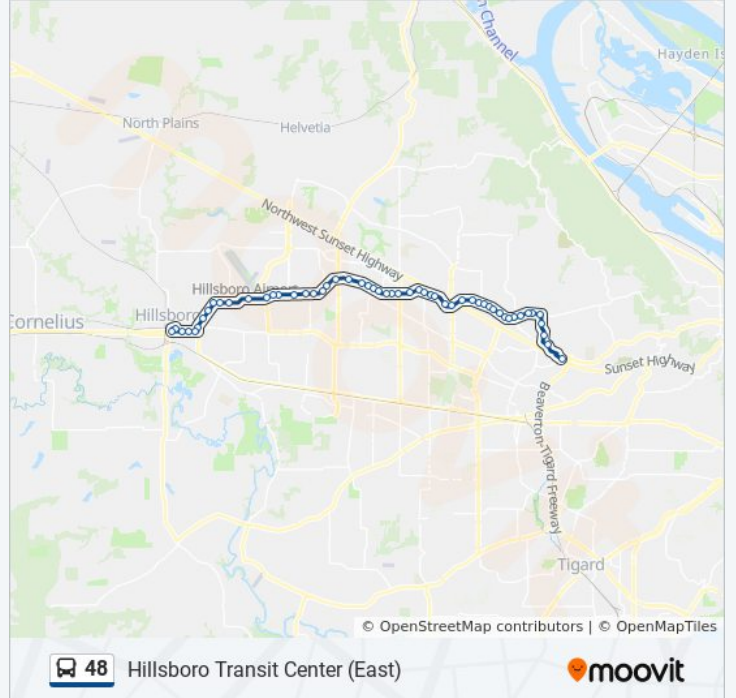 Channel
Hayden Is
North Plains
Helvetia
Northwest Sunset Highway
Hillsboro Airport
Hillsboro
Cornelius
Sunset Highway
Beaverton-Tigard Freeway
Tigard
© OpenStreetMap contributors | © OpenMapTiles
48 Hillsboro Transit Center (East)
moovit